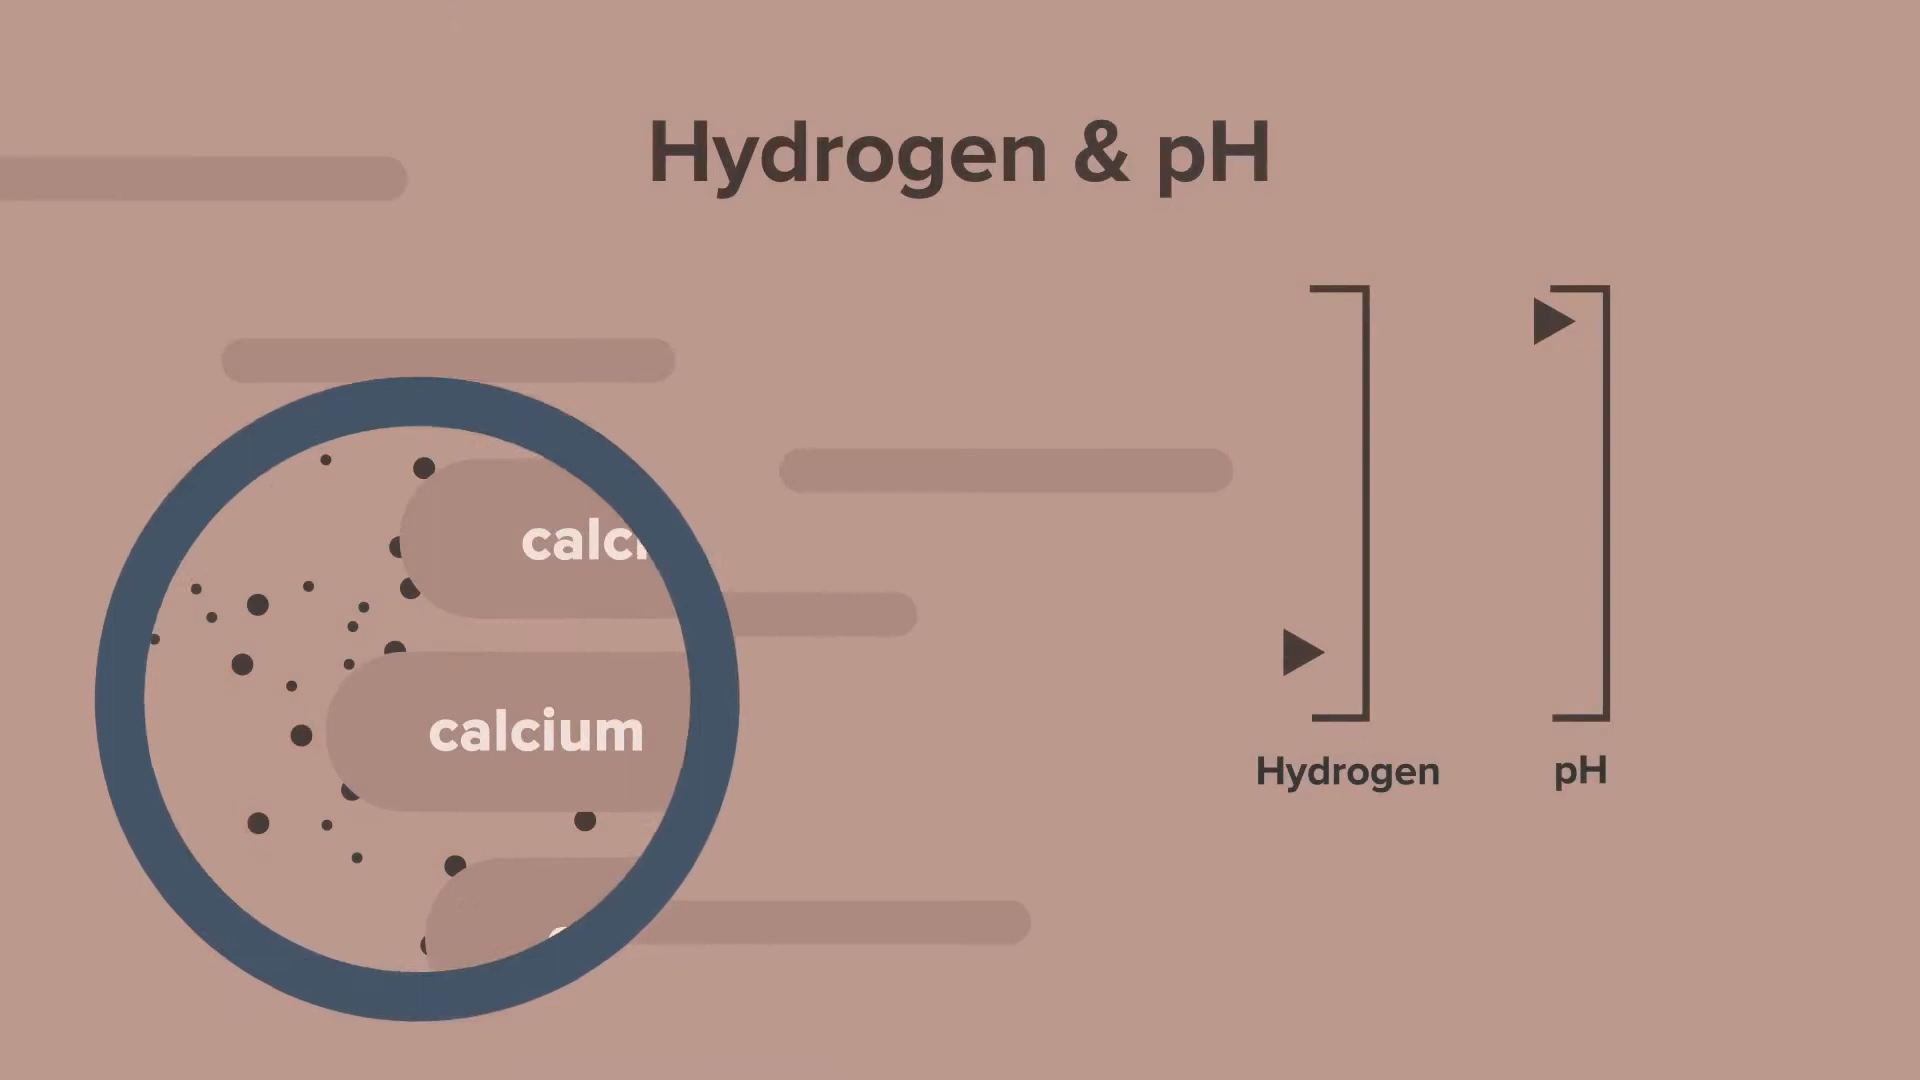 Hydrogen & pH
calci
calcium
Hydrogen
pH